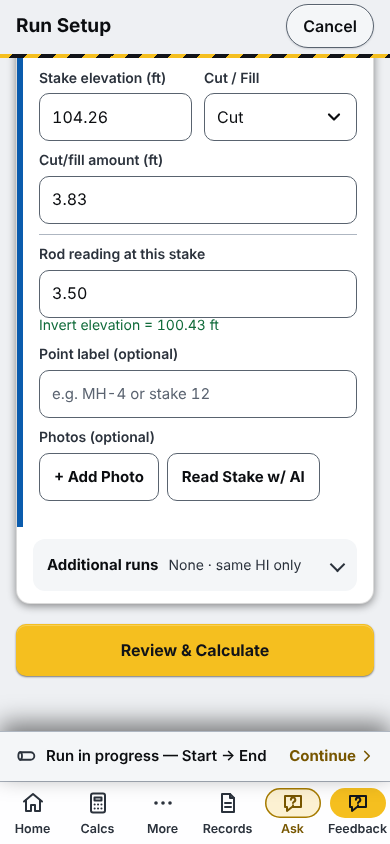 Run Setup
Cancel
Stake elevation (ft)
Cut / Fill
104.26
Cut
Cut/fill amount (ft)
3.83
Rod reading at this stake
3.50
Invert elevation = 100.43 ft
Point label (optional)
e.g. MH-4 or stake 12
Photos (optional)
+ Add Photo
Read Stake w/ AI
Additional runs None · same HI only
Review & Calculate
Run in progress — Start → End
Continue
Home
Calcs
More
Records
Ask
Feedback